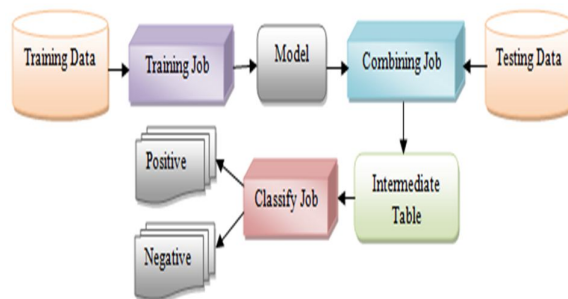 Training Data
Training Job
Model
Combining Job
Testing Data
Positive
Classify Job
Intermediate
Table
Negative